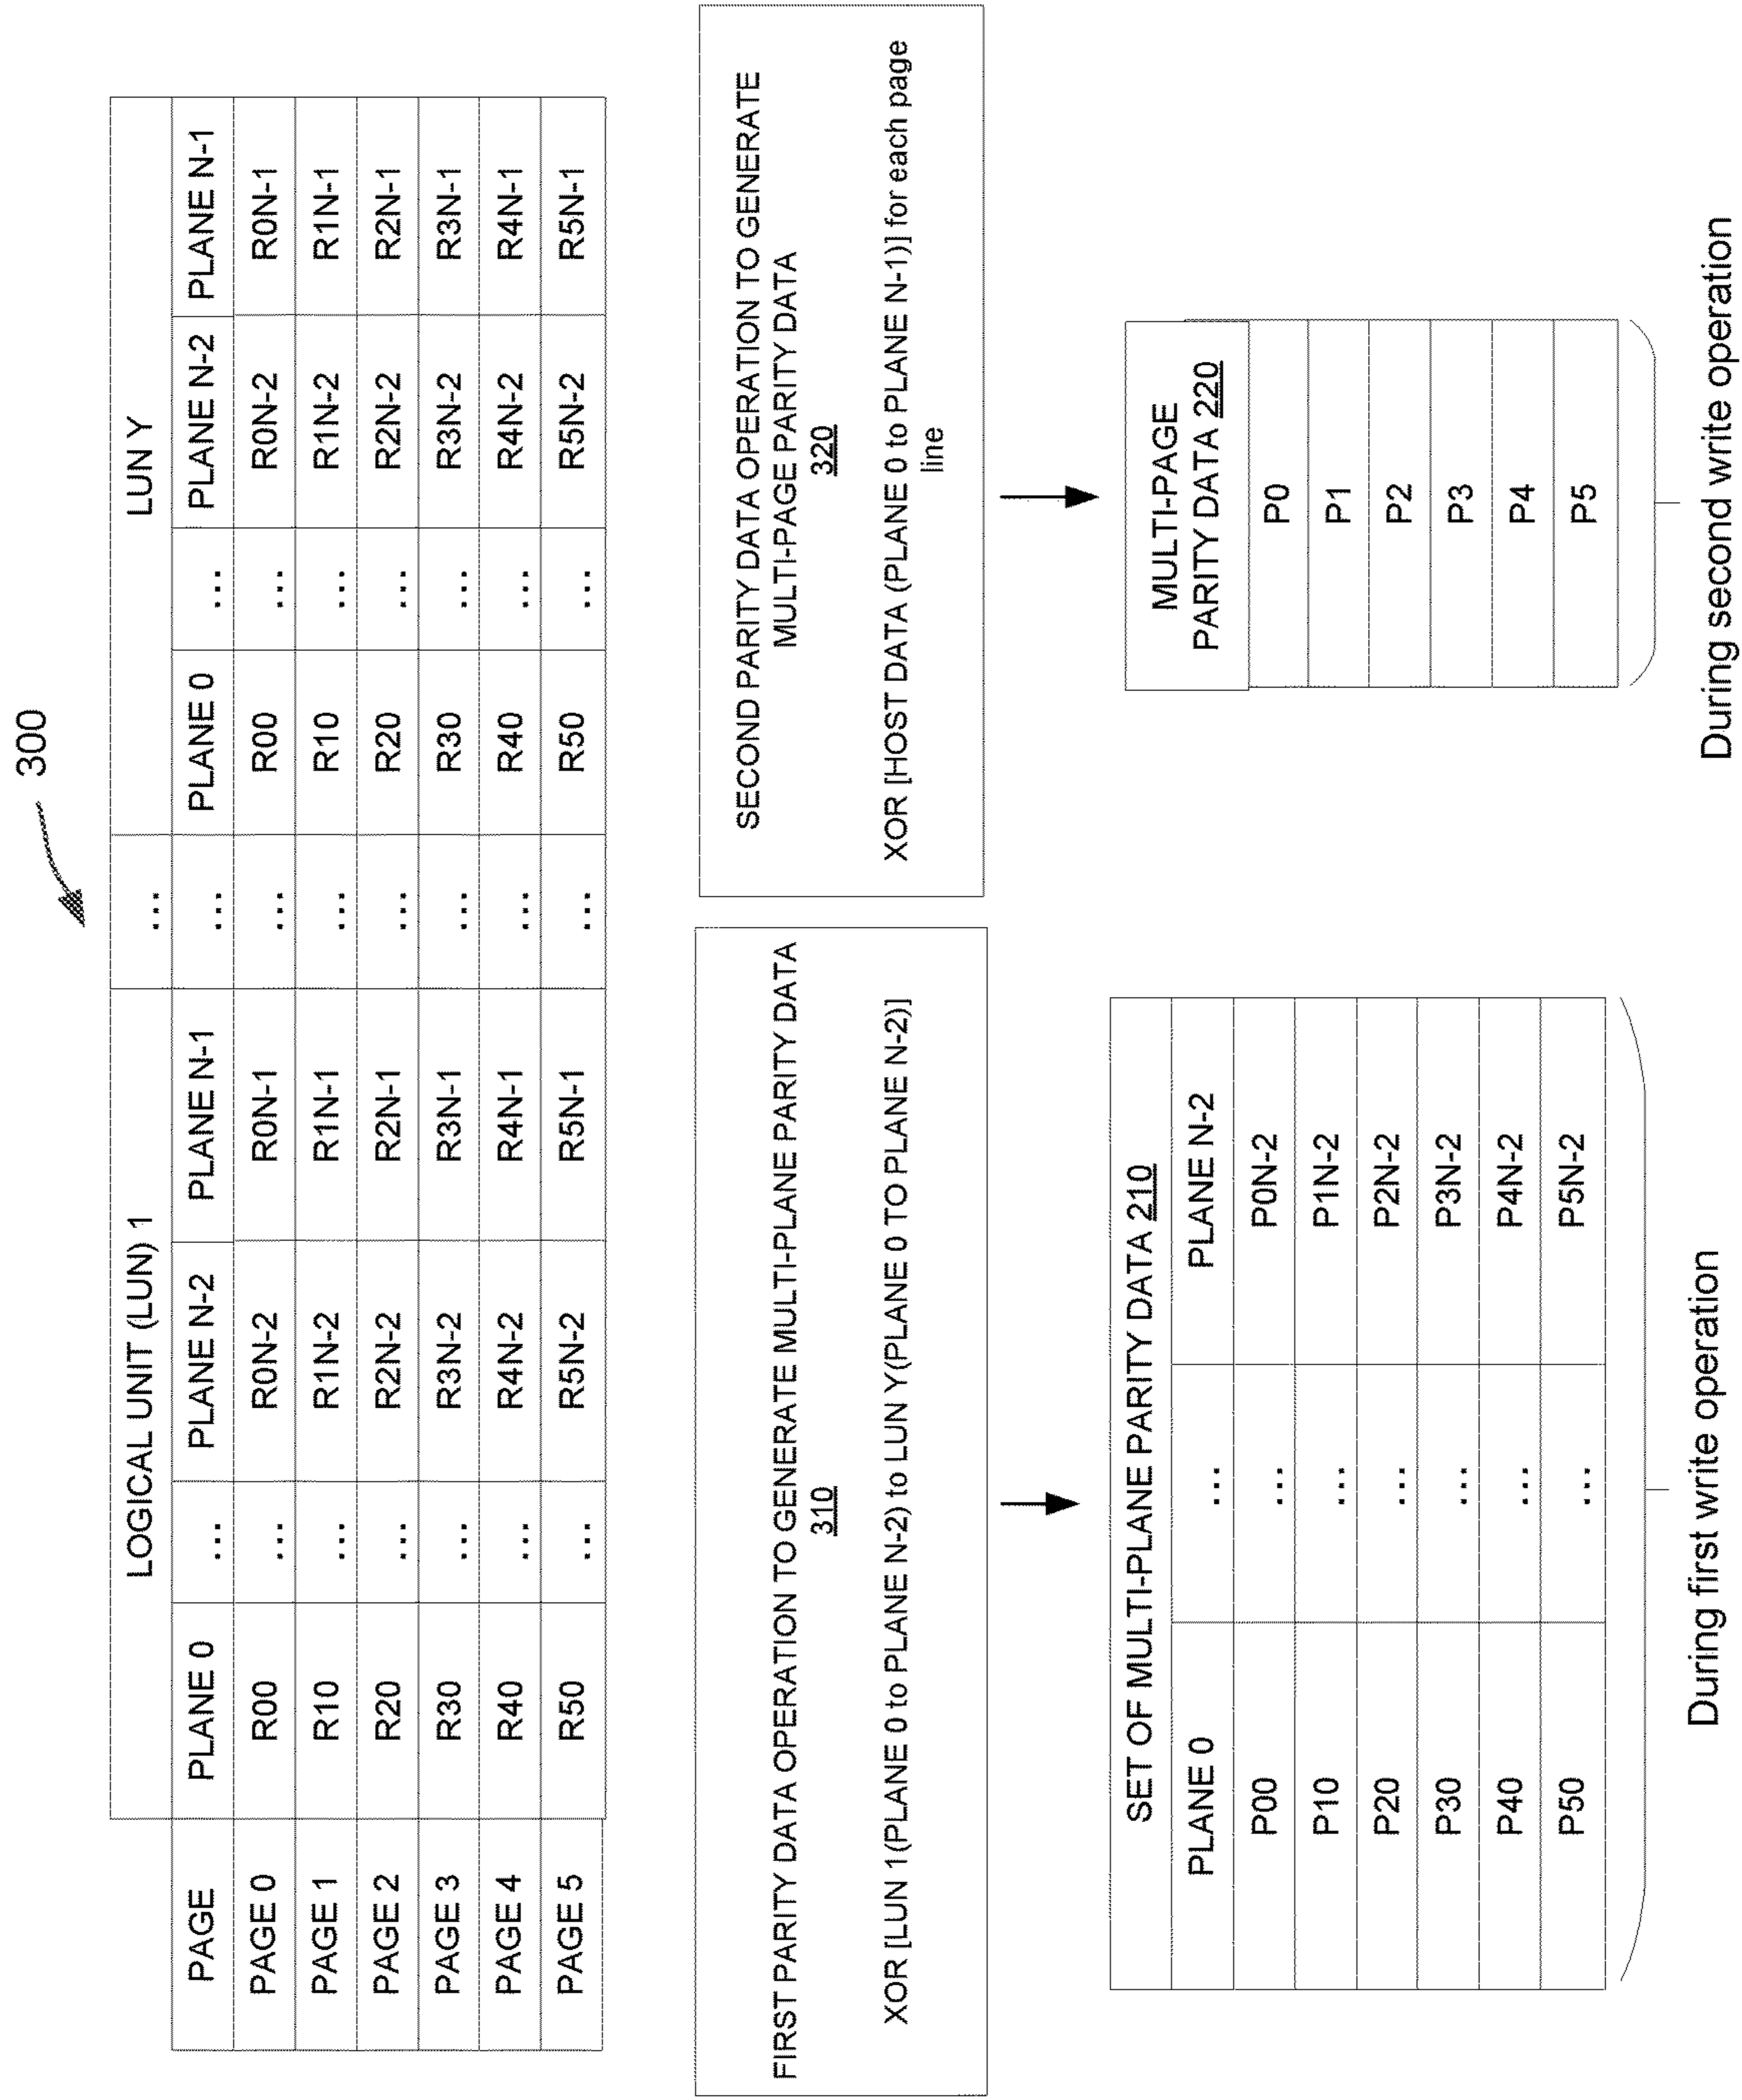 300
LOGICAL UNIT (LUN) 1 ... LUN Y
PAGE PLANE 0 ... PLANE N-2 PLANE N-1 ... PLANE 0 ... PLANE N-2 PLANE N-1
PAGE 0 R00 ... R0N-2 R0N-1 ... R00 ... R0N-2 R0N-1
PAGE 1 R10 ... R1N-2 R1N-1 ... R10 ... R1N-2 R1N-1
PAGE 2 R20 ... R2N-2 R2N-1 ... R20 ... R2N-2 R2N-1
PAGE 3 R30 ... R3N-2 R3N-1 ... R30 ... R3N-2 R3N-1
PAGE 4 R40 ... R4N-2 R4N-1 ... R40 ... R4N-2 R4N-1
PAGE 5 R50 ... R5N-2 R5N-1 ... R50 ... R5N-2 R5N-1
FIRST PARITY DATA OPERATION TO GENERATE MULTI-PLANE PARITY DATA
310
XOR [LUN 1(PLANE 0 to PLANE N-2) to LUN Y(PLANE 0 TO PLANE N-2)]
SECOND PARITY DATA OPERATION TO GENERATE
MULTI-PAGE PARITY DATA
320
XOR [HOST DATA (PLANE 0 to PLANE N-1)] for each page
line
SET OF MULTI-PLANE PARITY DATA 210
PLANE 0 ... PLANE N-2
P00 ... P0N-2
P10 ... P1N-2
P20 ... P2N-2
P30 ... P3N-2
P40 ... P4N-2
P50 ... P5N-2
During first write operation
MULTI-PAGE
PARITY DATA 220
P0
P1
P2
P3
P4
P5
During second write operation